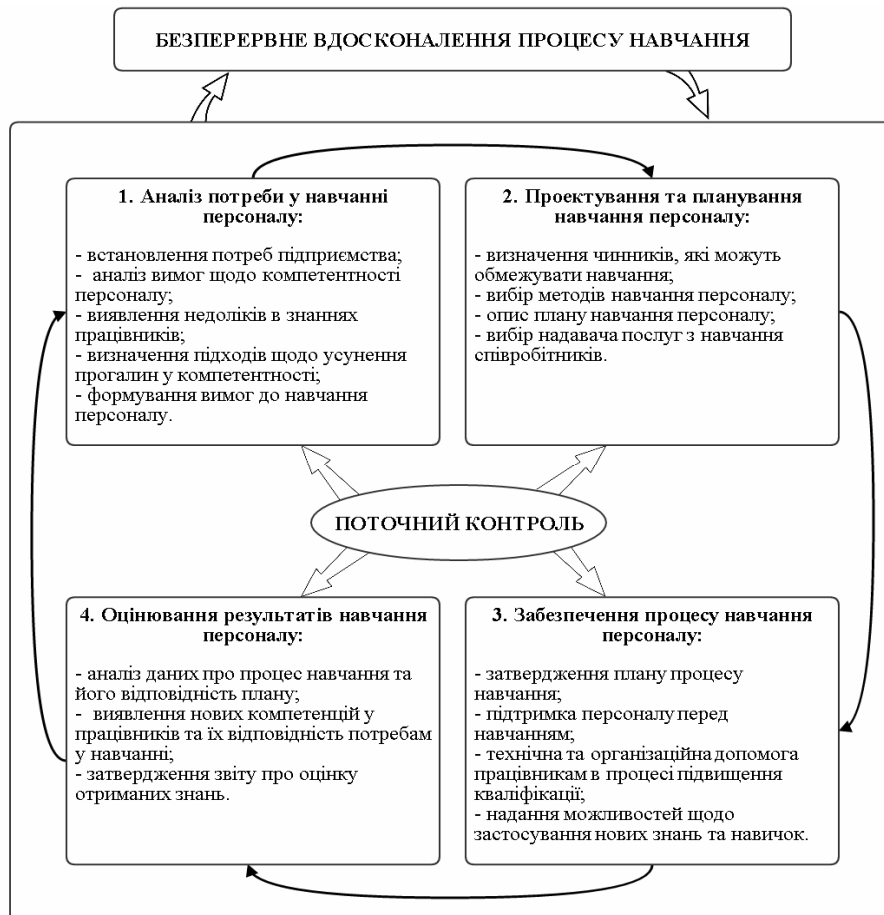 БЕЗПЕРЕРВНЕ ВДОСКОНАЛЕННЯ ПРОЦЕСУ НАВЧАННЯ
1. Аналіз потреби у навчанні
персоналу:
- встановлення потреб підприємства;
- аналіз вимог щодо компетентності
персоналу;
- виявлення недоліків в знаннях
працівників;
- визначення підходів щодо усунення
прогалин у компетентності;
- формування вимог до навчання
персоналу.
2. Проектування та планування
навчання персоналу:
- визначення чинників, які можуть
обмежувати навчання;
- вибір методів навчання персоналу;
- опис плану навчання персоналу;
- вибір надавача послуг з навчання
співробітників.
ПОТОЧНИЙ КОНТРОЛЬ
4. Оцінювання результатів навчання
персоналу:
- аналіз даних про процес навчання та
його відповідність плану;
- виявлення нових компетенцій у
працівників та їх відповідність потребам
у навчанні;
- затвердження звіту про оцінку
отриманих знань.
3. Забезпечення процесу навчання
персоналу:
- затвердження плану процесу
навчання;
- підтримка персоналу перед
навчанням;
- технічна та організаційна допомога
працівникам в процесі підвищення
кваліфікації;
- надання можливостей щодо
застосування нових знань та навичок.